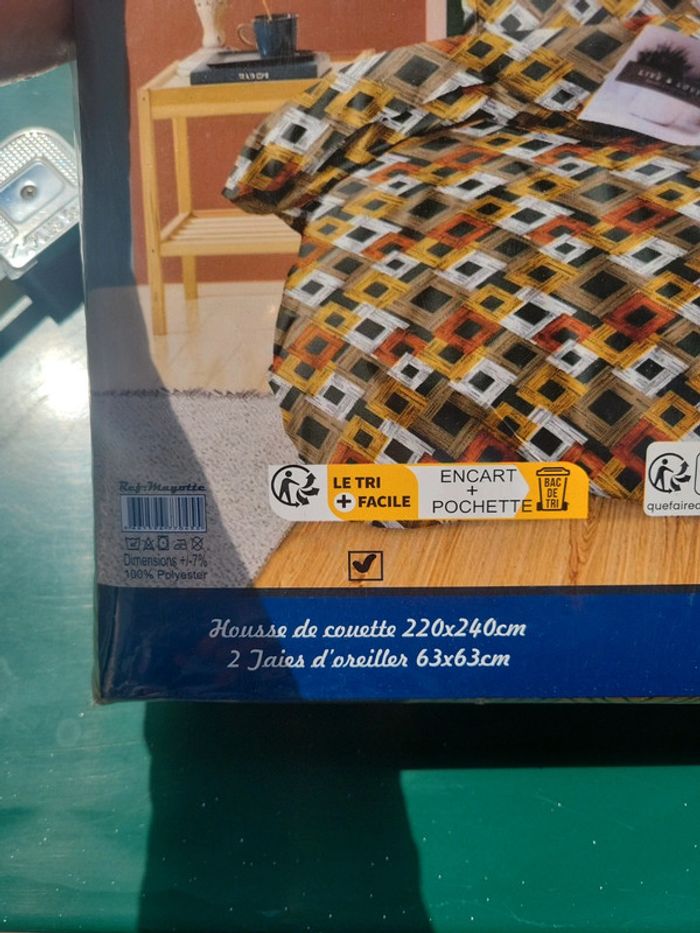 LE TRI
+ FACILE
ENCART
+
POCHETTE
BAC
DE
TRI
quefaired
Ref:Mayotte
Dimensions +/-7%
100% Polyester
Housse de couette 220x240cm
2 Taies d'oreiller 63x63cm